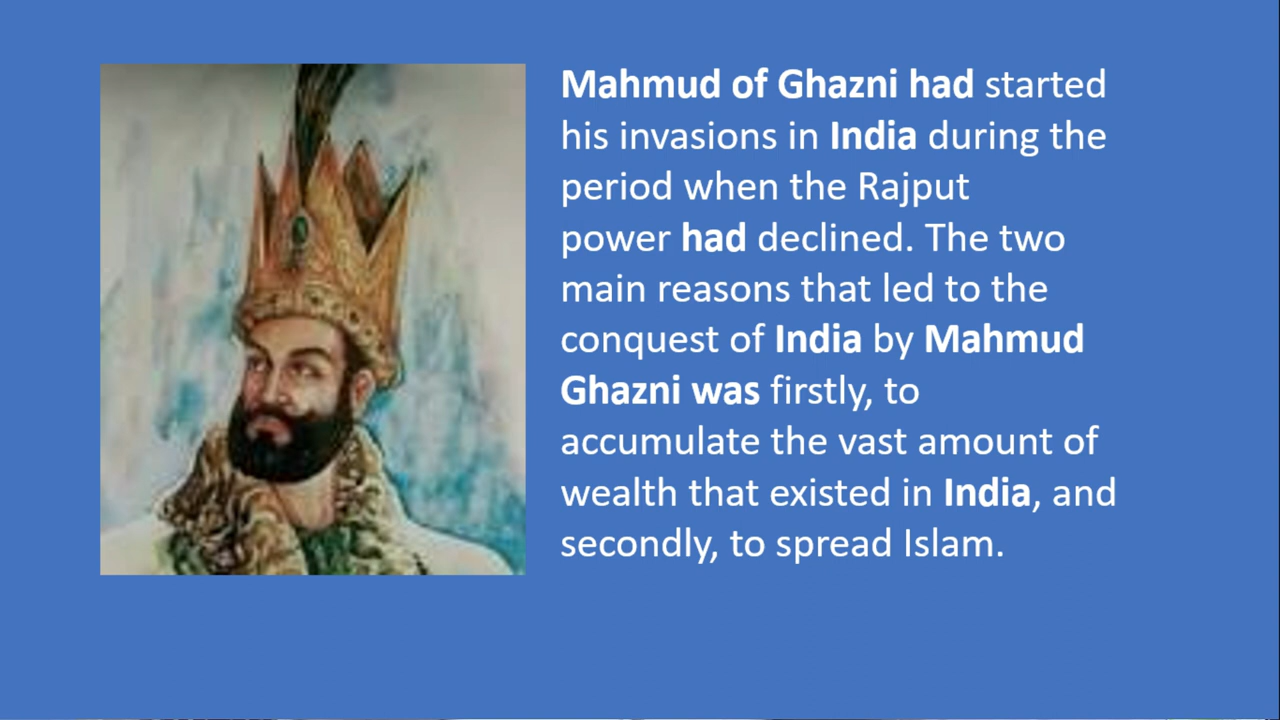 Mahmud of Ghazni had started
his invasions in India during the
period when the Rajput
power had declined. The two
main reasons that led to the
conquest of India by Mahmud
Ghazni was firstly, to
accumulate the vast amount of
wealth that existed in India, and
secondly, to spread Islam.